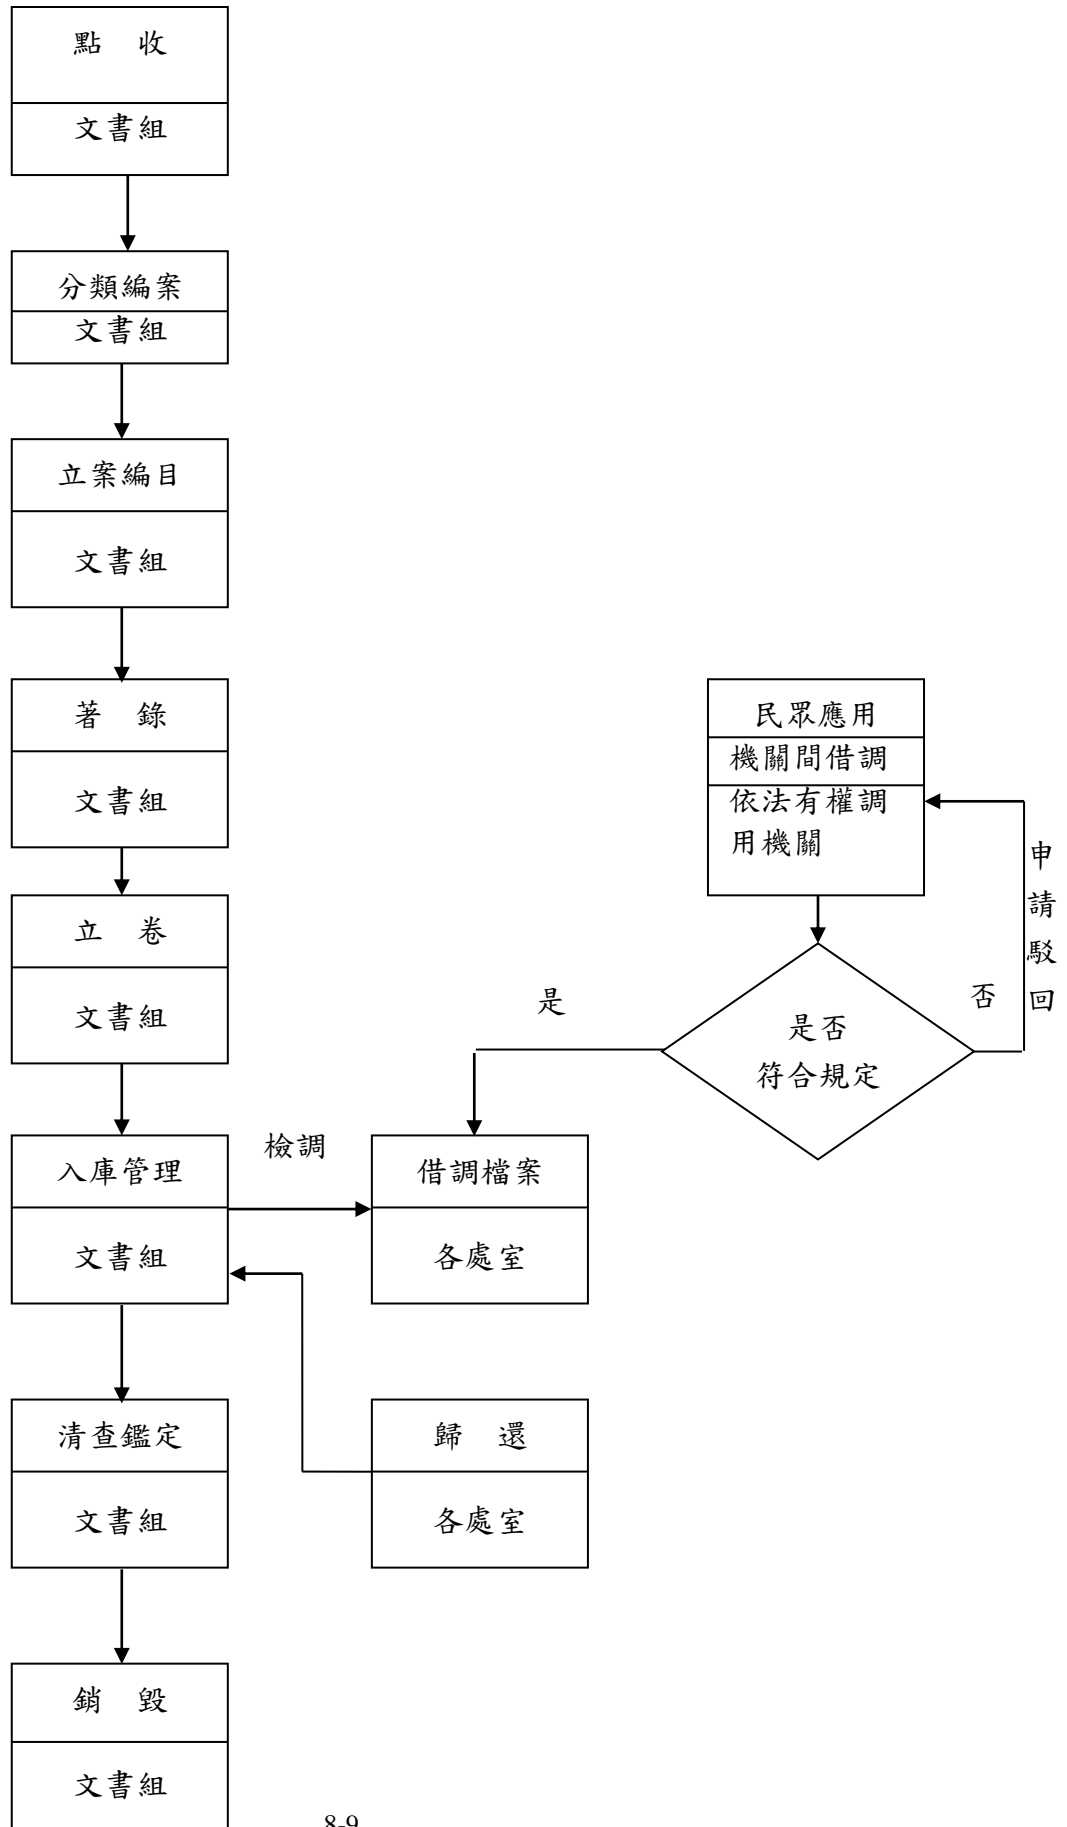 點　收
文書組
分類編案
文書組
立案編目
文書組
著　錄
文書組
立　卷
文書組
入庫管理
文書組
檢調
借調檔案
各處室
民眾應用
機關間借調
依法有權調
用機關
是否
符合規定
是
否
申請駁回
清查鑑定
文書組
歸　還
各處室
銷　毀
文書組
8-9